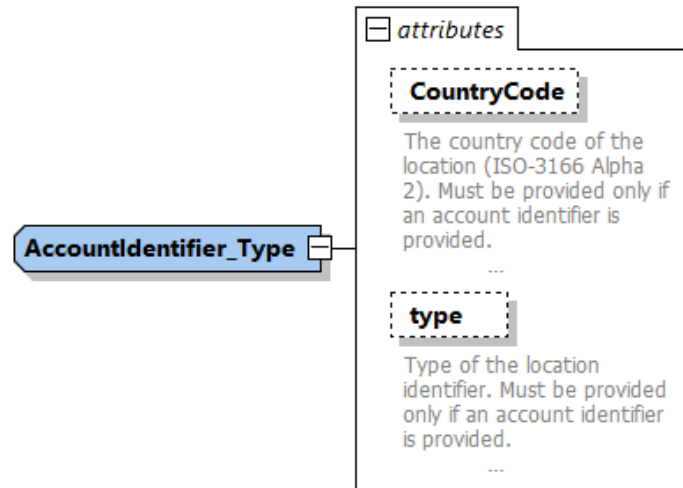 attributes
CountryCode
The country code of the
location (ISO-3166 Alpha
2). Must be provided only if
an account identifier is
provided.
...
AccountIdentifier_Type
type
Type of the location
identifier. Must be provided
only if an account identifier
is provided.
...